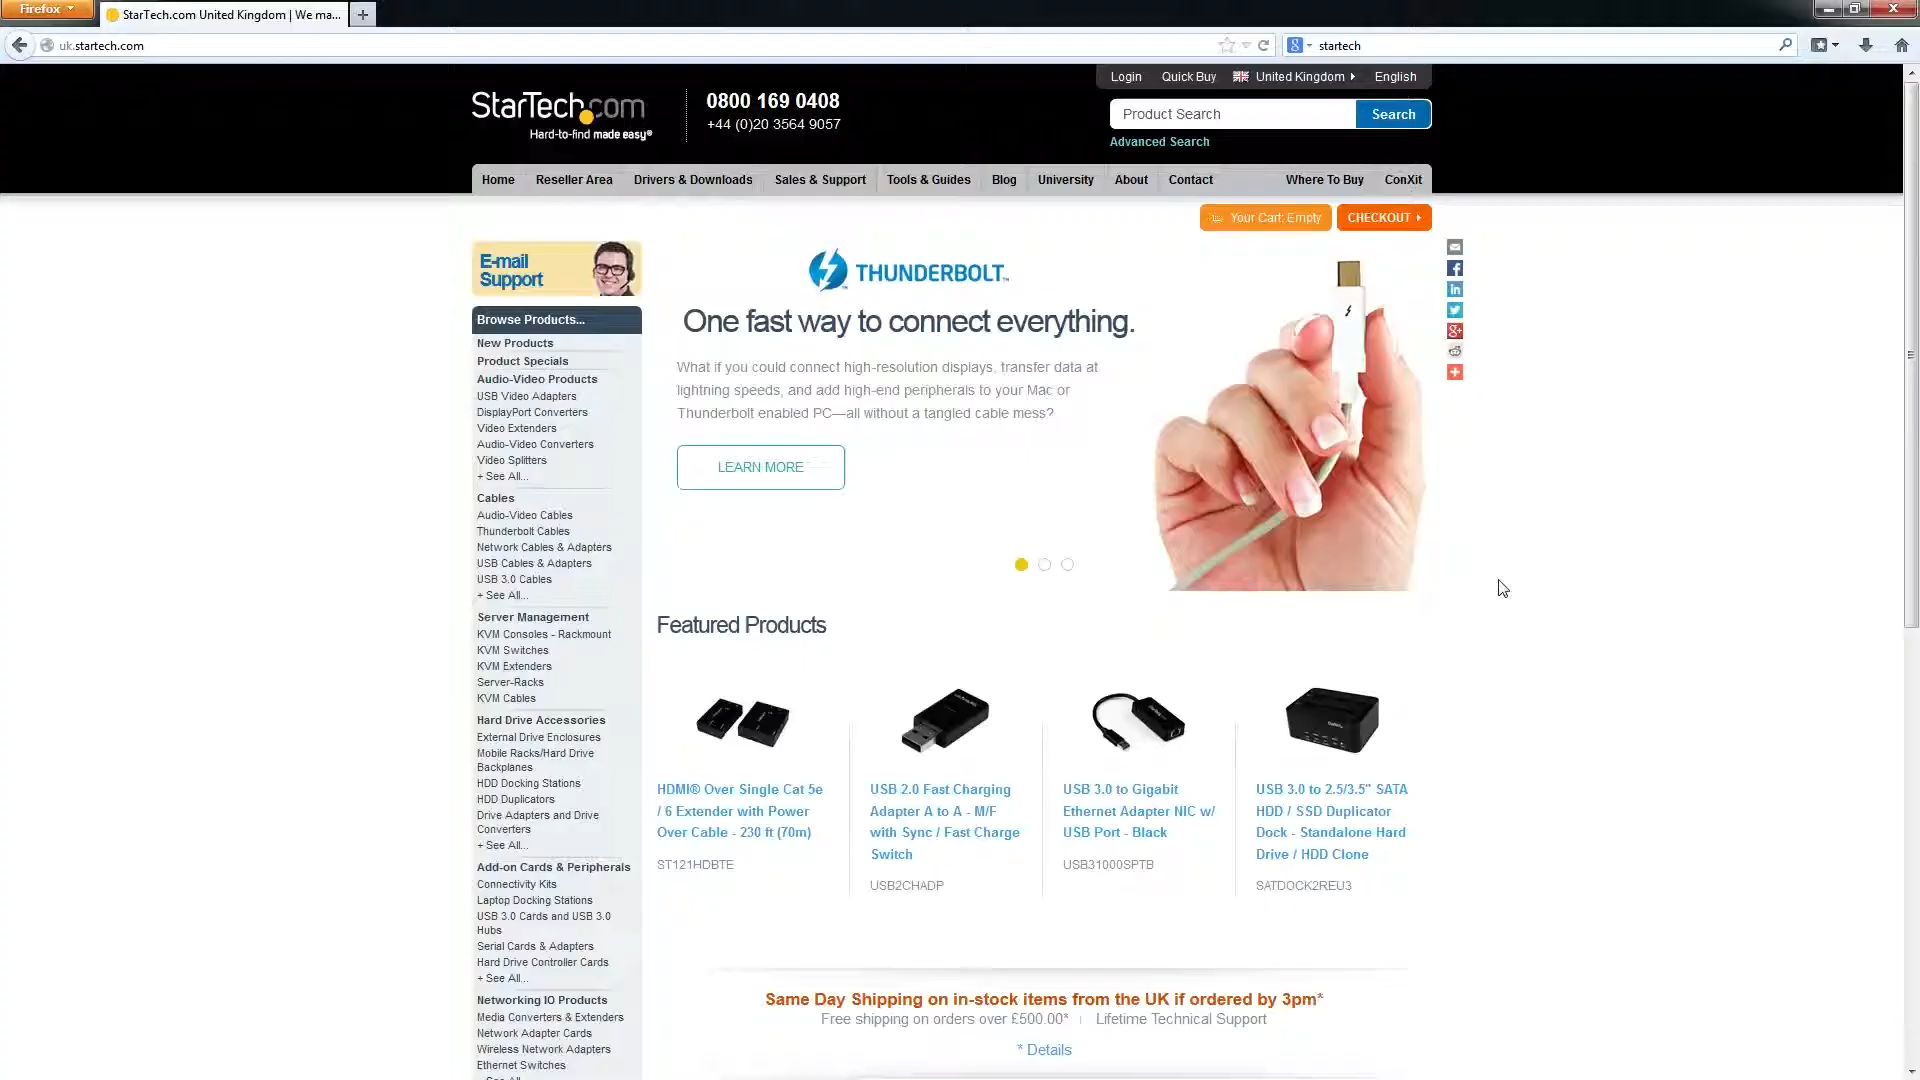 Firefox
StarTech.com United Kingdom | We ma...
uk.startech.com
startech
Login Quick Buy United Kingdom English
StarTech.com
Hard-to-find made easy®
0800 169 0408
+44 (0)20 3564 9057
Product Search Search
Advanced Search
Home Reseller Area Drivers & Downloads Sales & Support Tools & Guides Blog University About Contact Where To Buy ConXit
Your Cart: Empty CHECKOUT
E-mail
Support
Browse Products...
New Products
Product Specials
Audio-Video Products
USB Video Adapters
DisplayPort Converters
Video Extenders
Audio-Video Converters
Video Splitters
+ See All...
Cables
Audio-Video Cables
Thunderbolt Cables
Network Cables & Adapters
USB Cables & Adapters
USB 3.0 Cables
+ See All...
Server Management
KVM Consoles - Rackmount
KVM Switches
KVM Extenders
Server-Racks
KVM Cables
Hard Drive Accessories
External Drive Enclosures
Mobile Racks/Hard Drive
Backplanes
HDD Docking Stations
HDD Duplicators
Drive Adapters and Drive
Converters
+ See All...
Add-on Cards & Peripherals
Connectivity Kits
Laptop Docking Stations
USB 3.0 Cards and USB 3.0
Hubs
Serial Cards & Adapters
Hard Drive Controller Cards
+ See All...
Networking IO Products
Media Converters & Extenders
Network Adapter Cards
Wireless Network Adapters
Ethernet Switches
+ See All...
THUNDERBOLT™
One fast way to connect everything.
What if you could connect high-resolution displays, transfer data at
lightning speeds, and add high-end peripherals to your Mac or
Thunderbolt enabled PC—all without a tangled cable mess?
LEARN MORE
Featured Products
HDMI® Over Single Cat 5e
/ 6 Extender with Power
Over Cable - 230 ft (70m)
ST121HDBTE
USB 2.0 Fast Charging
Adapter A to A - M/F
with Sync / Fast Charge
Switch
USB2CHADP
USB 3.0 to Gigabit
Ethernet Adapter NIC w/
USB Port - Black
USB31000SPTB
USB 3.0 to 2.5/3.5" SATA
HDD / SSD Duplicator
Dock - Standalone Hard
Drive / HDD Clone
SATDOCK2REU3
Same Day Shipping on in-stock items from the UK if ordered by 3pm*
Free shipping on orders over £500.00* | Lifetime Technical Support
* Details